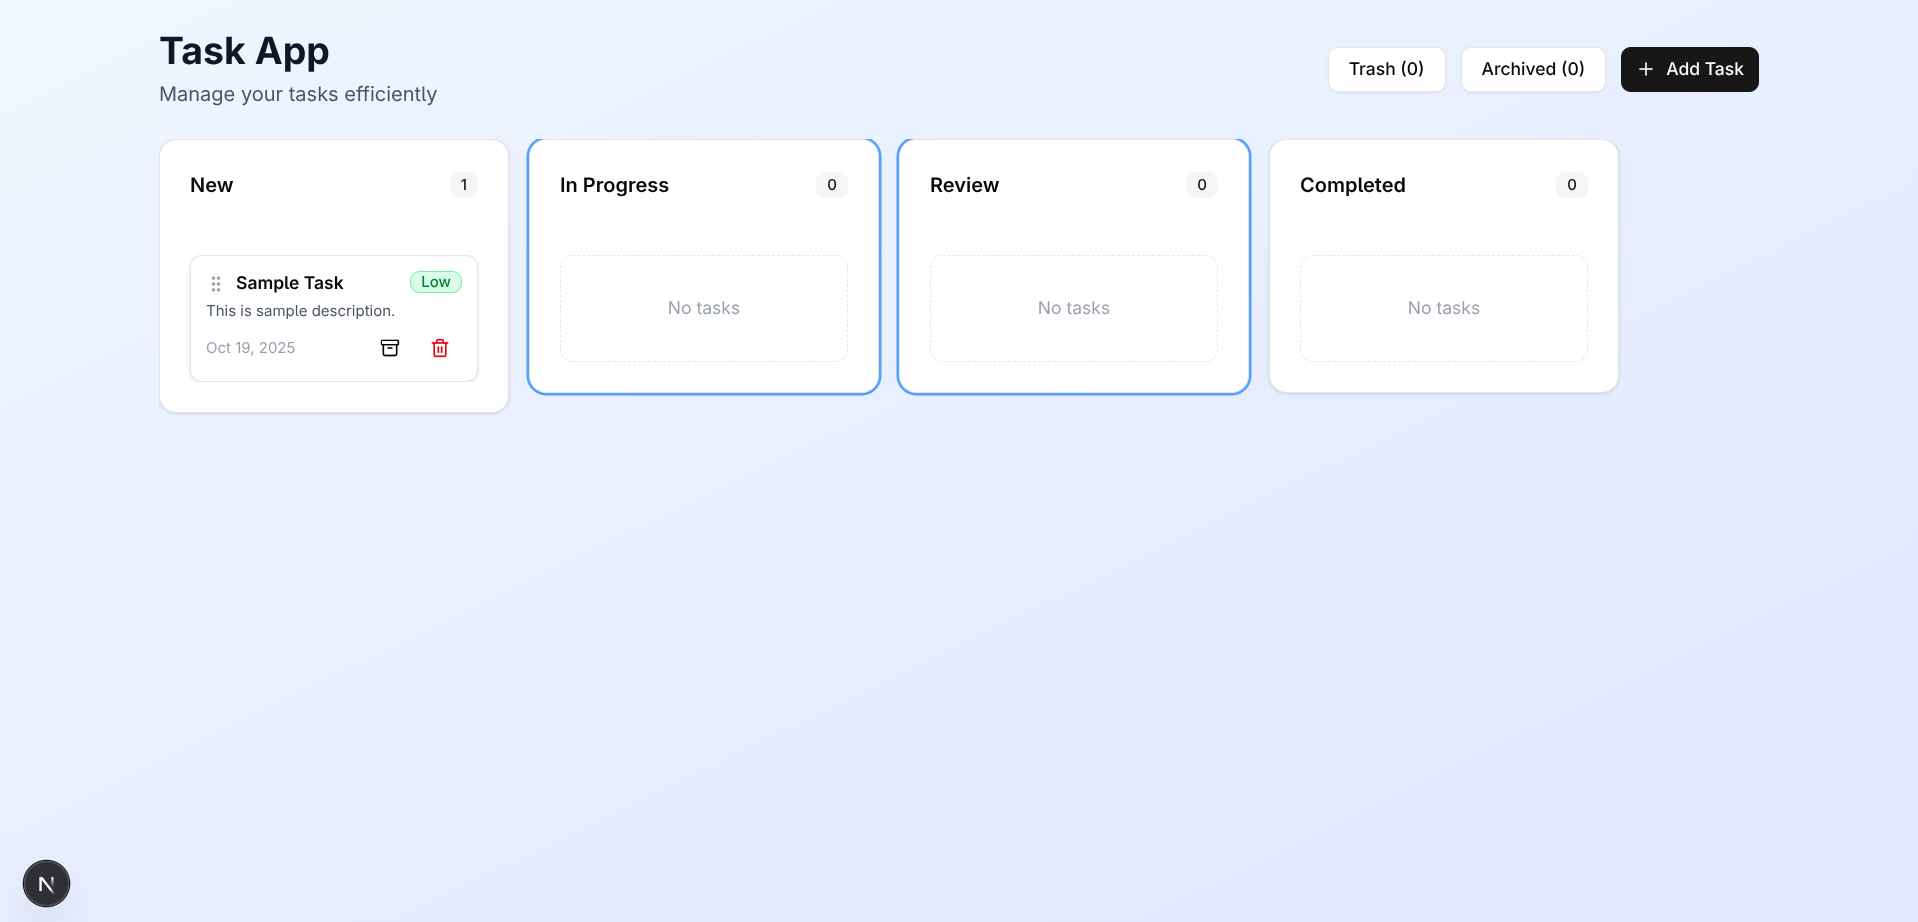 Task App
Manage your tasks efficiently
Trash (0)
Archived (0)
+ Add Task
New
1
Sample Task
Low
This is sample description.
Oct 19, 2025
In Progress
0
No tasks
Review
0
No tasks
Completed
0
No tasks
N